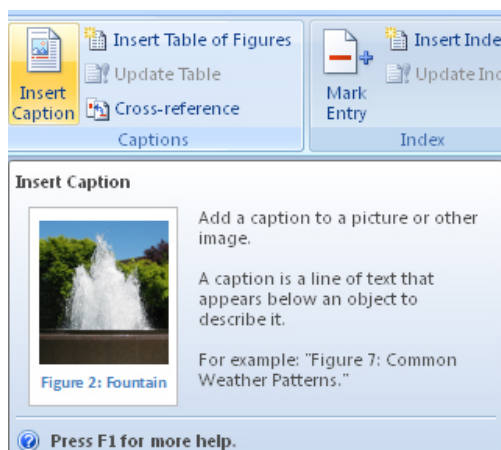 Insert Caption
Insert Table of Figures
Update Table
Cross-reference
Captions
Mark Entry
Insert Inde
Update Inc
Index
Insert Caption
Figure 2: Fountain
Add a caption to a picture or other
image.
A caption is a line of text that
appears below an object to
describe it.
For example: "Figure 7: Common
Weather Patterns."
Press F1 for more help.